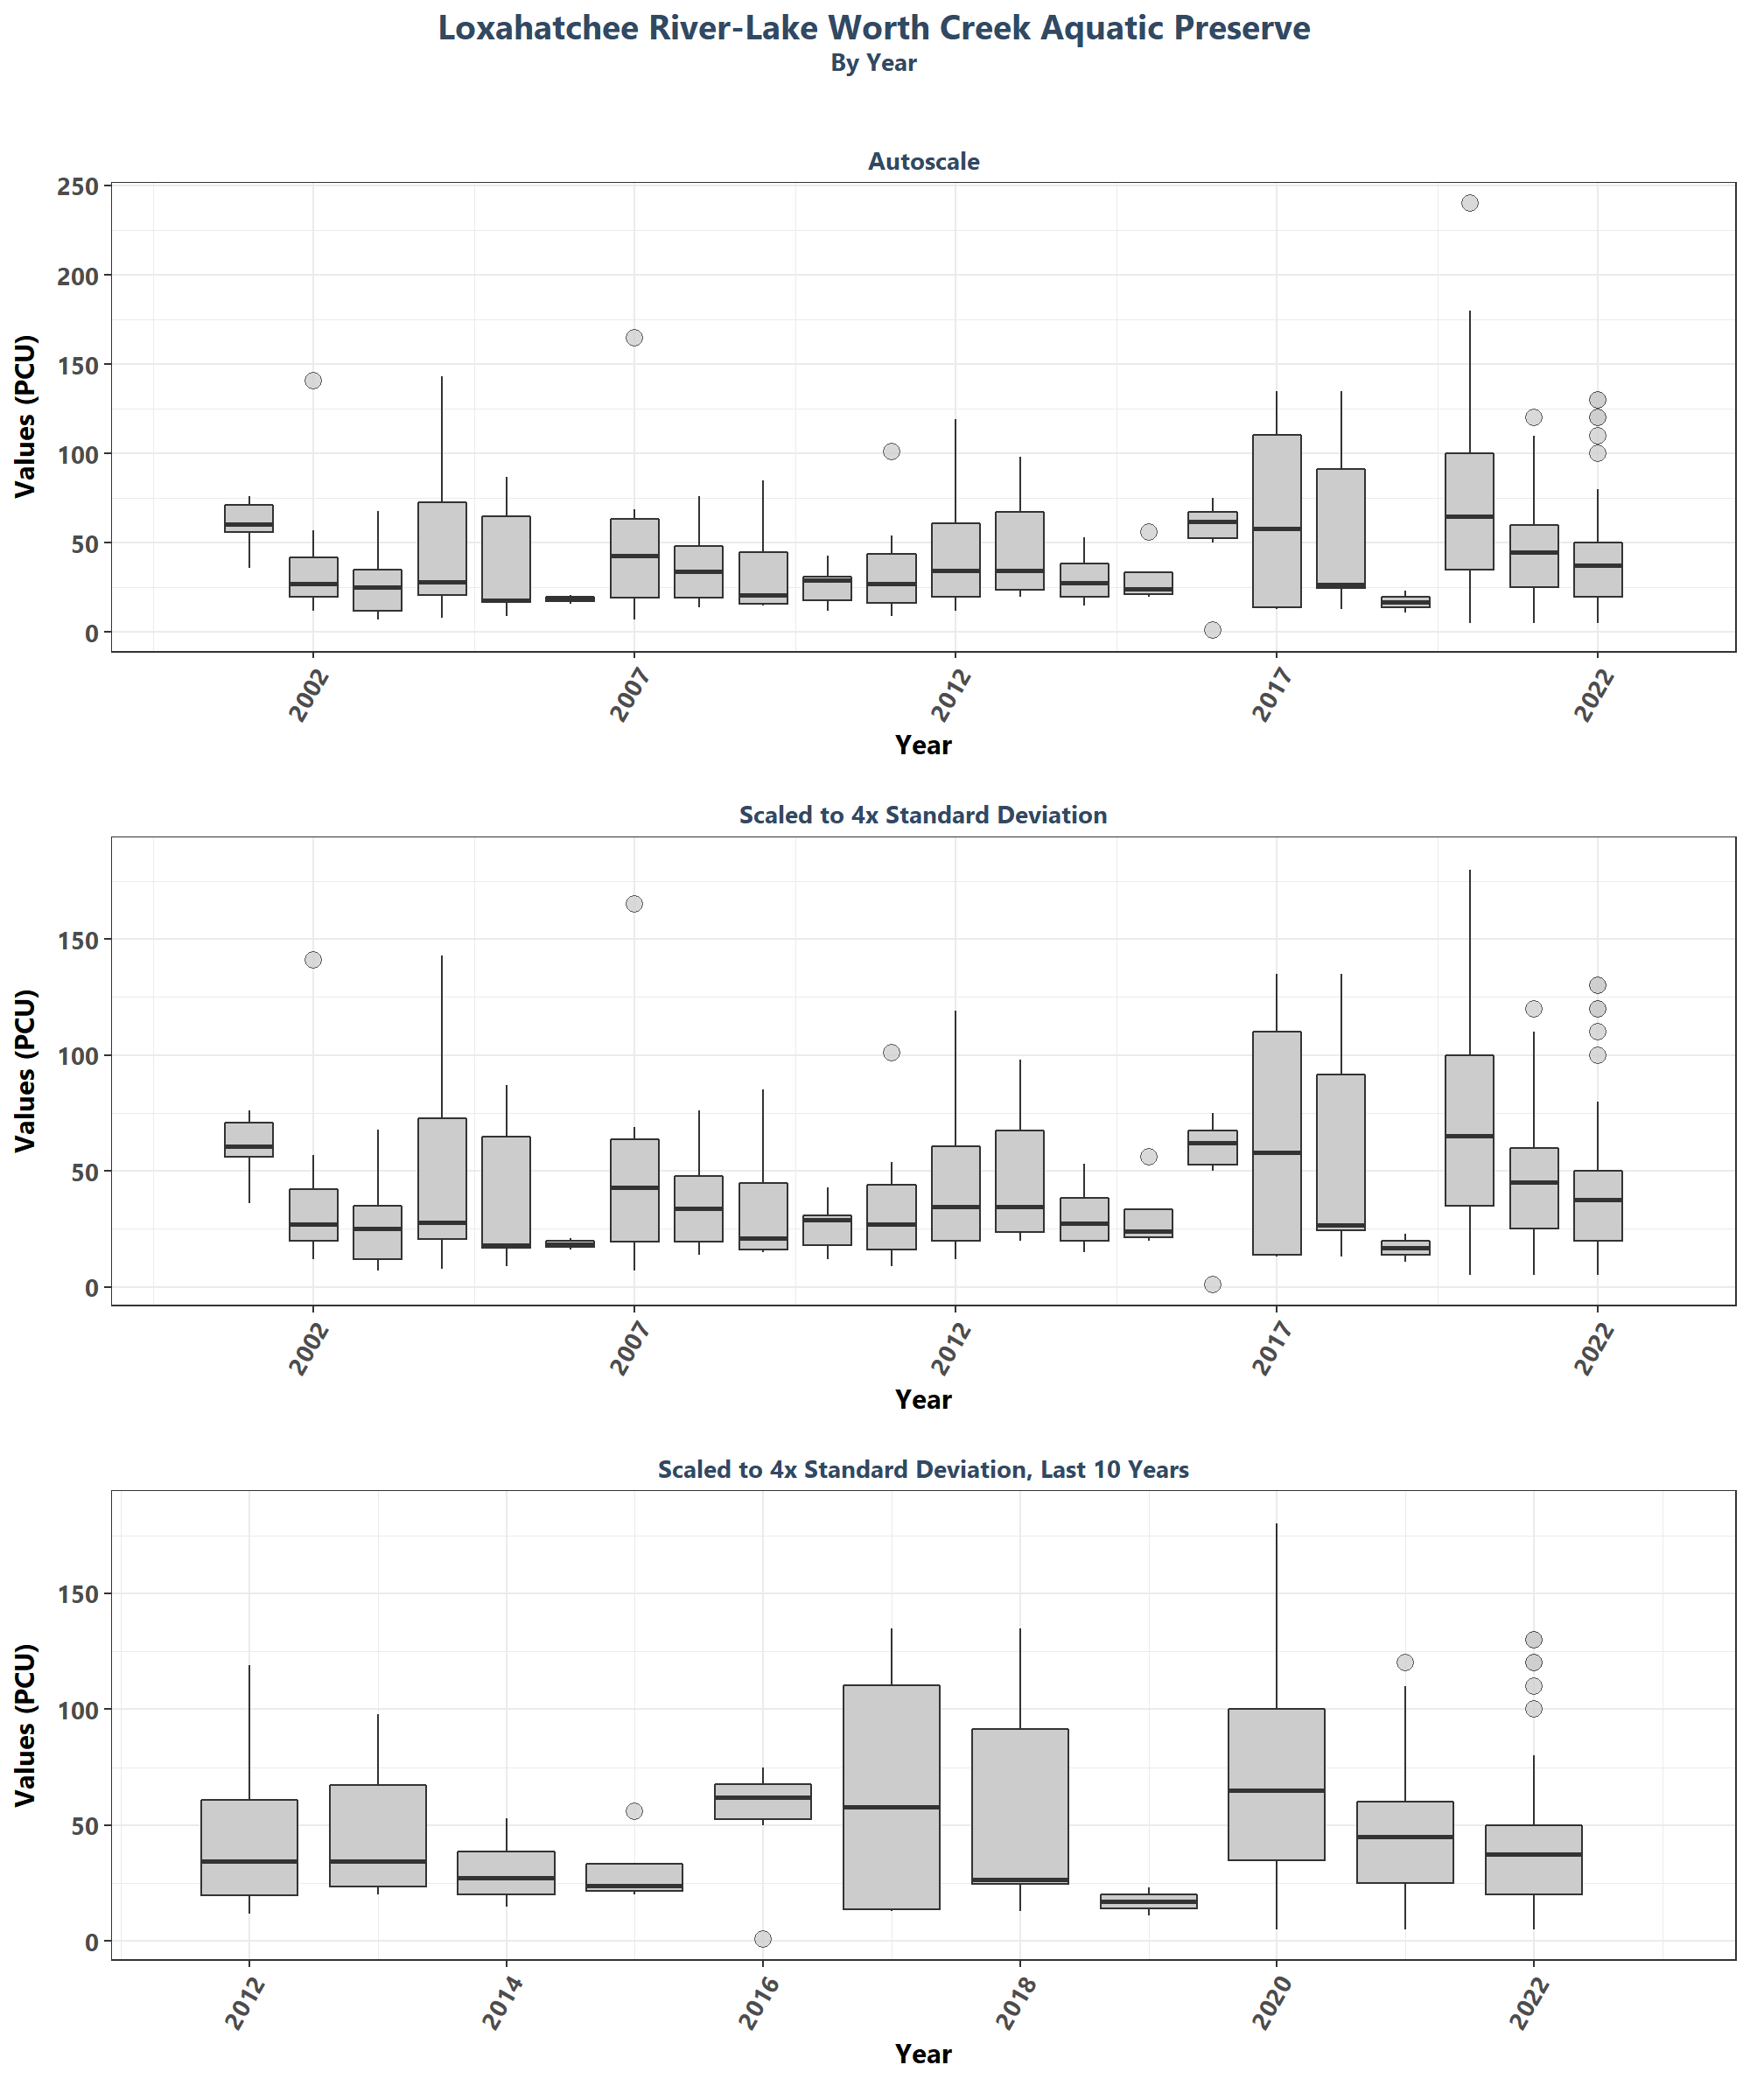 Loxahatchee River-Lake Worth Creek Aquatic Preserve
By Year
Autoscale
Values (PCU)
250
200
150
100
50
0
2002
2007
2012
2017
2022
Year
Scaled to 4x Standard Deviation
Values (PCU)
150
100
50
0
2002
2007
2012
2017
2022
Year
Scaled to 4x Standard Deviation, Last 10 Years
Values (PCU)
150
100
50
0
2012
2014
2016
2018
2020
2022
Year